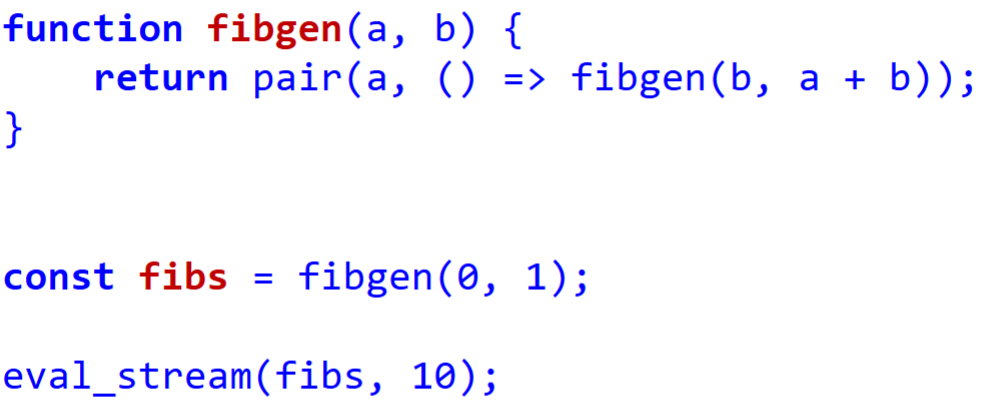 function fibgen(a, b) {
    return pair(a, () => fibgen(b, a + b));
}
const fibs = fibgen(0, 1);
eval_stream(fibs, 10);